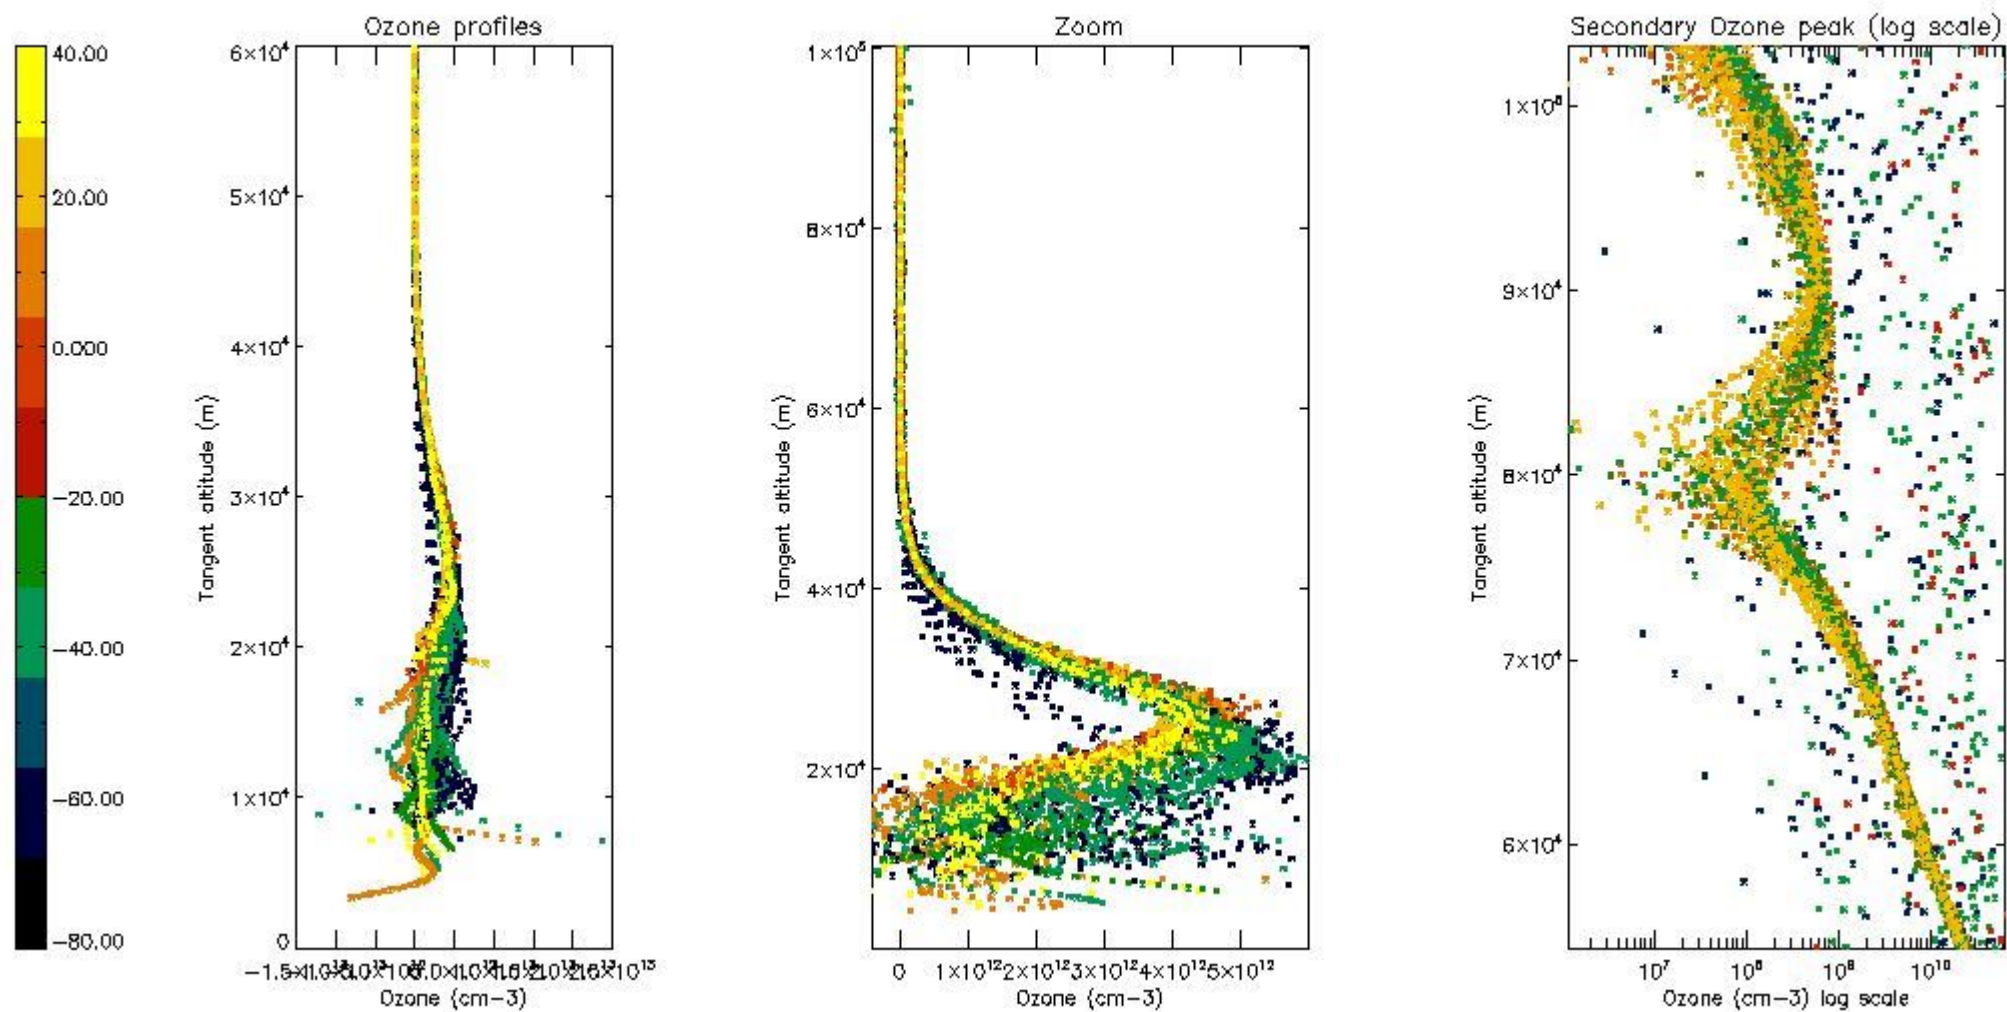 Ozone profiles
Zoom
Secondary Ozone peak (log scale)
40.00
20.00
0.000
−20.00
−40.00
−60.00
−80.00
6×10⁴
5×10⁴
4×10⁴
3×10⁴
2×10⁴
1×10⁴
0
Tangent altitude (m)
Ozone (cm−3)
1×10⁵
8×10⁴
6×10⁴
4×10⁴
2×10⁴
Tangent altitude (m)
0 1×10¹² 2×10¹² 3×10¹² 4×10¹² 5×10¹²
Ozone (cm−3)
9×10⁴
8×10⁴
7×10⁴
6×10⁴
Tangent altitude (m)
10⁷ 10¹⁰
Ozone (cm−3) log scale